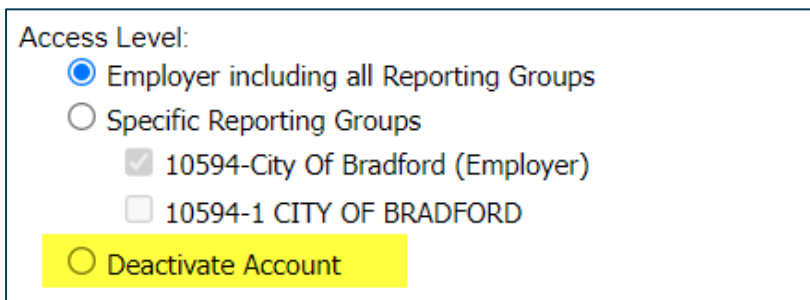 Access Level:
Employer including all Reporting Groups
Specific Reporting Groups
10594-City Of Bradford (Employer)
10594-1 CITY OF BRADFORD
Deactivate Account